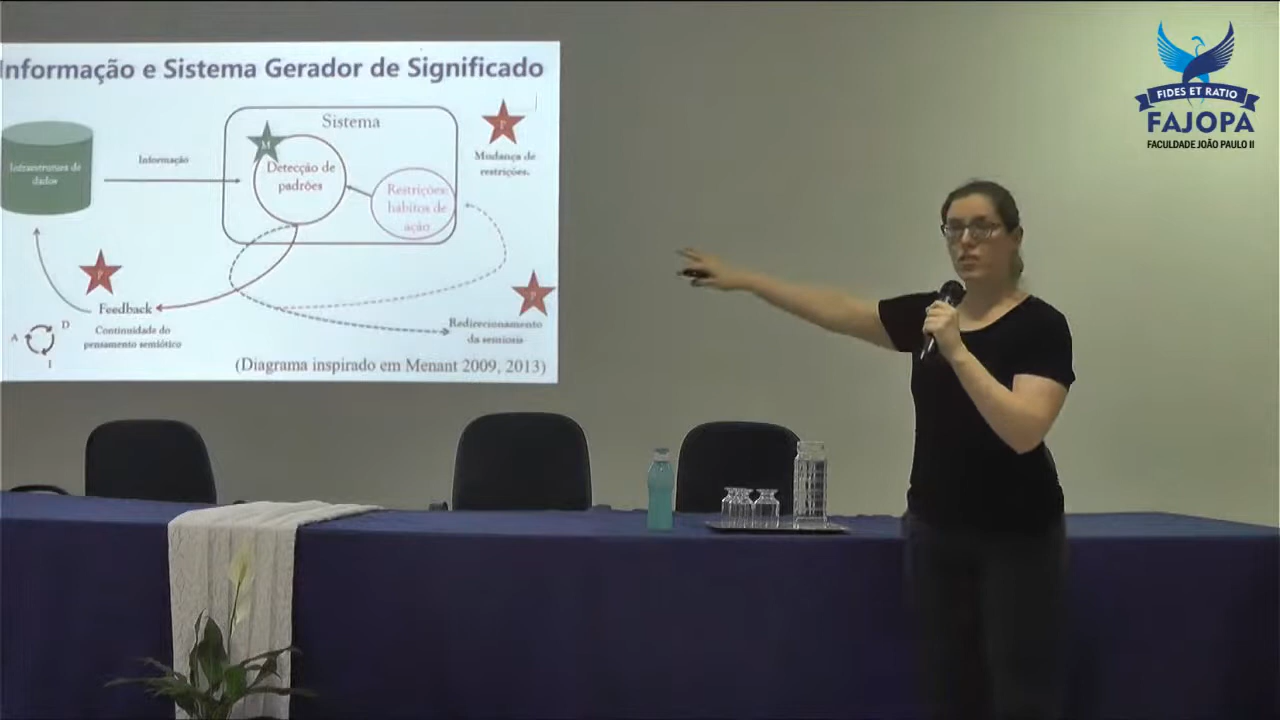 Informação e Sistema Gerador de Significado
Sistema
M
Detecção de
padrões
Restrições:
hábitos de
ação
Informação
Infraestrutura de
dados
P
Mudança de
restrições.
P
Feedback
Continuidade do
pensamento semiótico
A
D
I
P
Redirecionamento
da semiosis
(Diagrama inspirado em Menant 2009, 2013)
FIDES ET RATIO
FAJOPA
FACULDADE JOÃO PAULO II